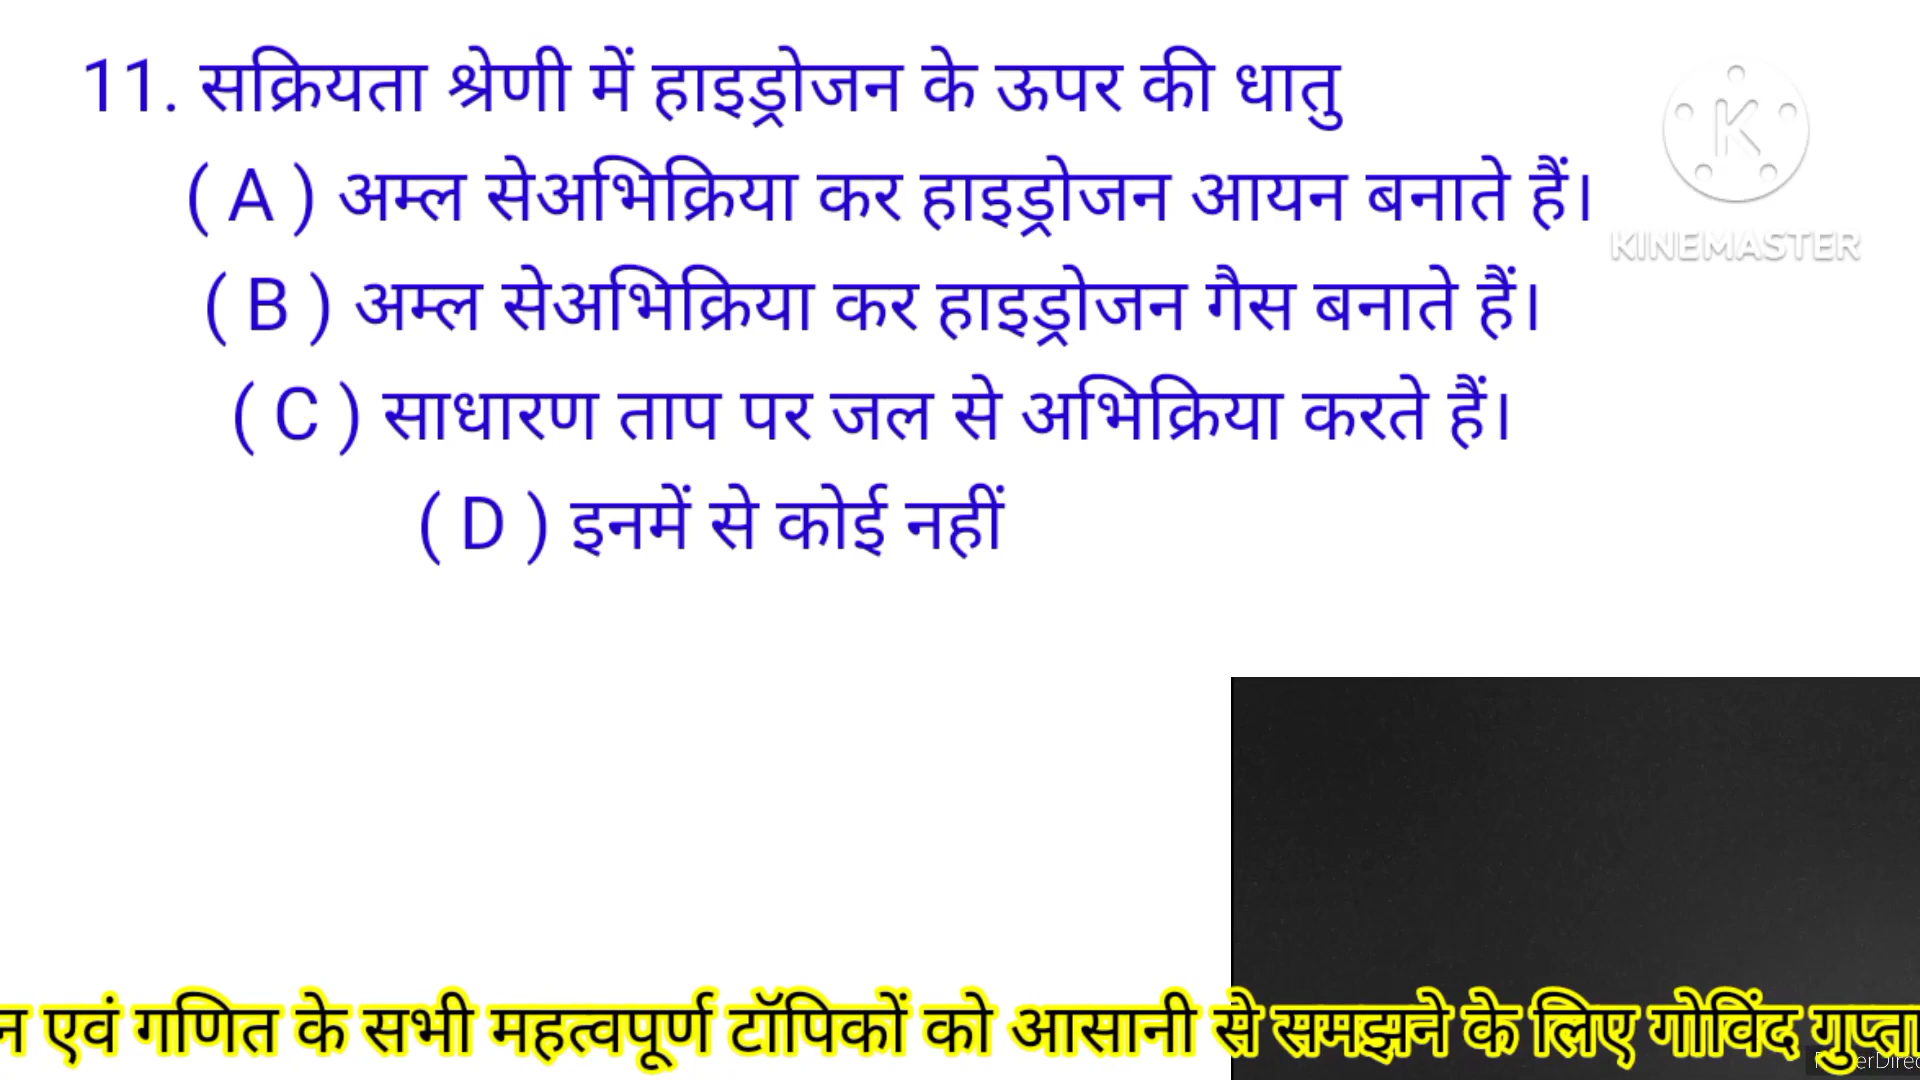 11. सक्रियता श्रेणी में हाइड्रोजन के ऊपर की धातु
( A ) अम्ल सेअभिक्रिया कर हाइड्रोजन आयन बनाते हैं।
( B ) अम्ल सेअभिक्रिया कर हाइड्रोजन गैस बनाते हैं।
( C ) साधारण ताप पर जल से अभिक्रिया करते हैं।
( D ) इनमें से कोई नहीं
K
KINEMASTER
एवं गणित के सभी महत्वपूर्ण टॉपिकों को आसानी से समझने के लिए गोविंद गुप्ता